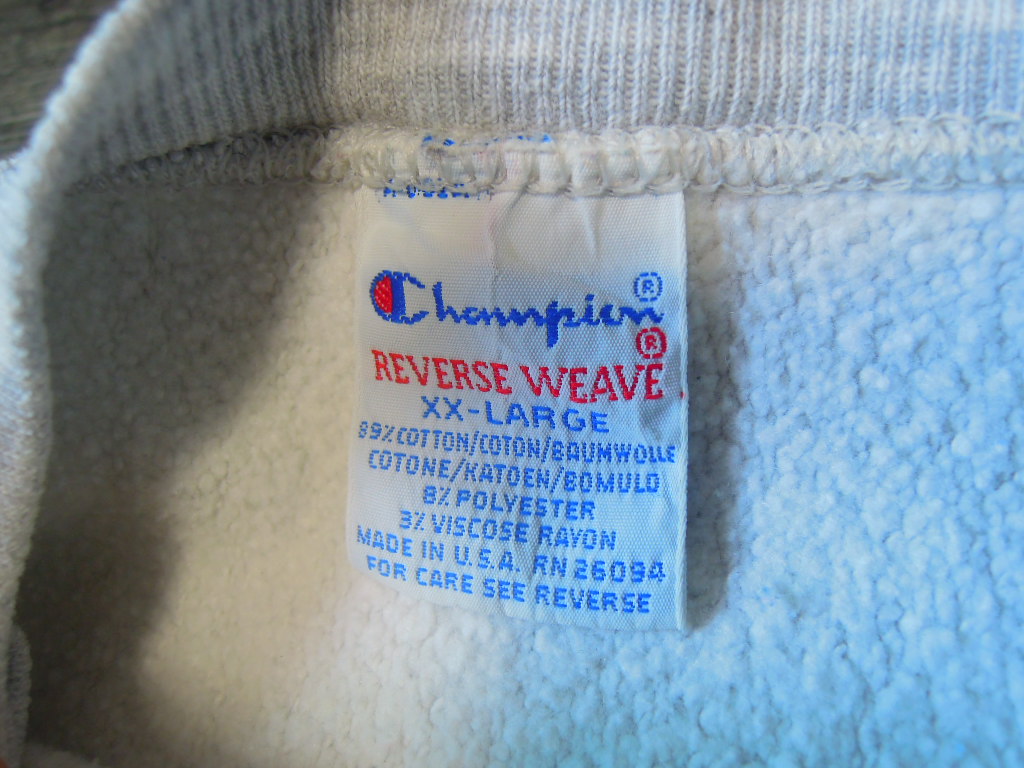 Champion®
REVERSE WEAVE®
XX-LARGE
89% COTTON/COTON/BAUMWOLLE
COTONE/KATOEN/BOMULD
8% POLYESTER
3% VISCOSE RAYON
MADE IN U.S.A. RN 26094
FOR CARE SEE REVERSE